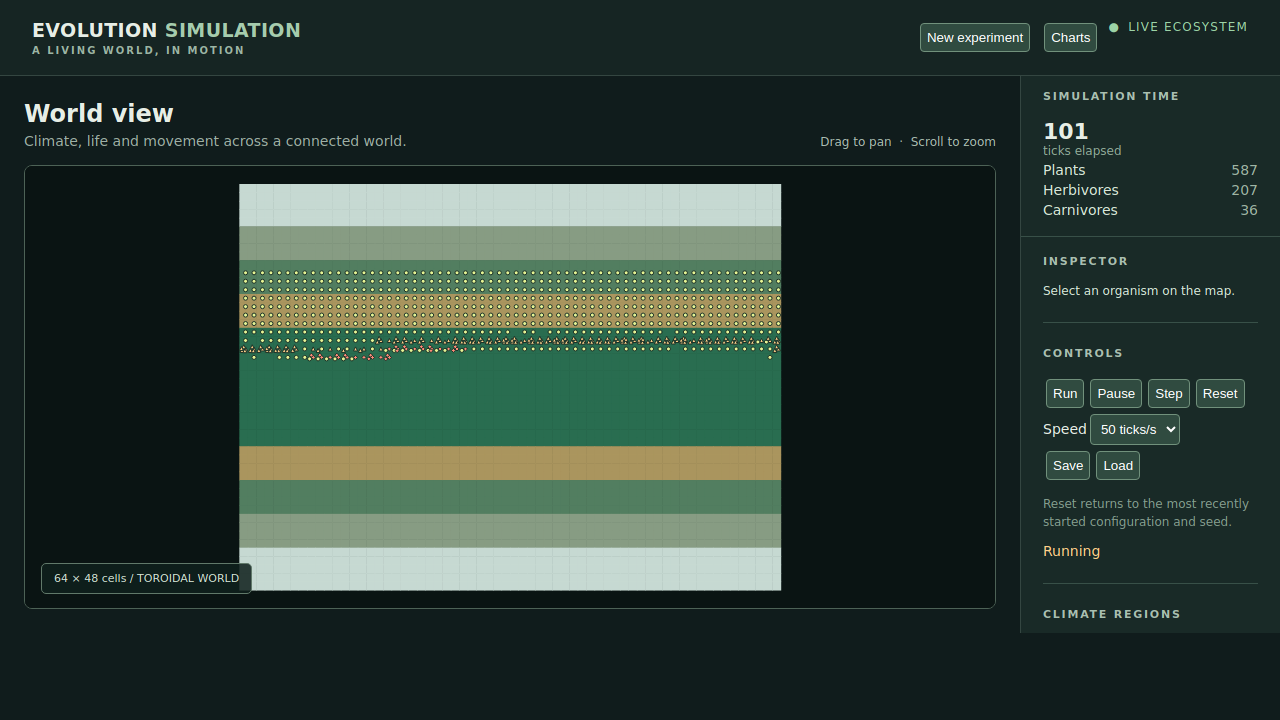 EVOLUTION SIMULATION
A LIVING WORLD, IN MOTION
New experiment
Charts
LIVE ECOSYSTEM
World view
Climate, life and movement across a connected world.
Drag to pan · Scroll to zoom
64 × 48 cells / TOROIDAL WORLD
SIMULATION TIME
101
ticks elapsed
Plants 587
Herbivores 207
Carnivores 36
INSPECTOR
Select an organism on the map.
CONTROLS
Run Pause Step Reset
Speed 50 ticks/s
Save Load
Reset returns to the most recently
started configuration and seed.
Running
CLIMATE REGIONS